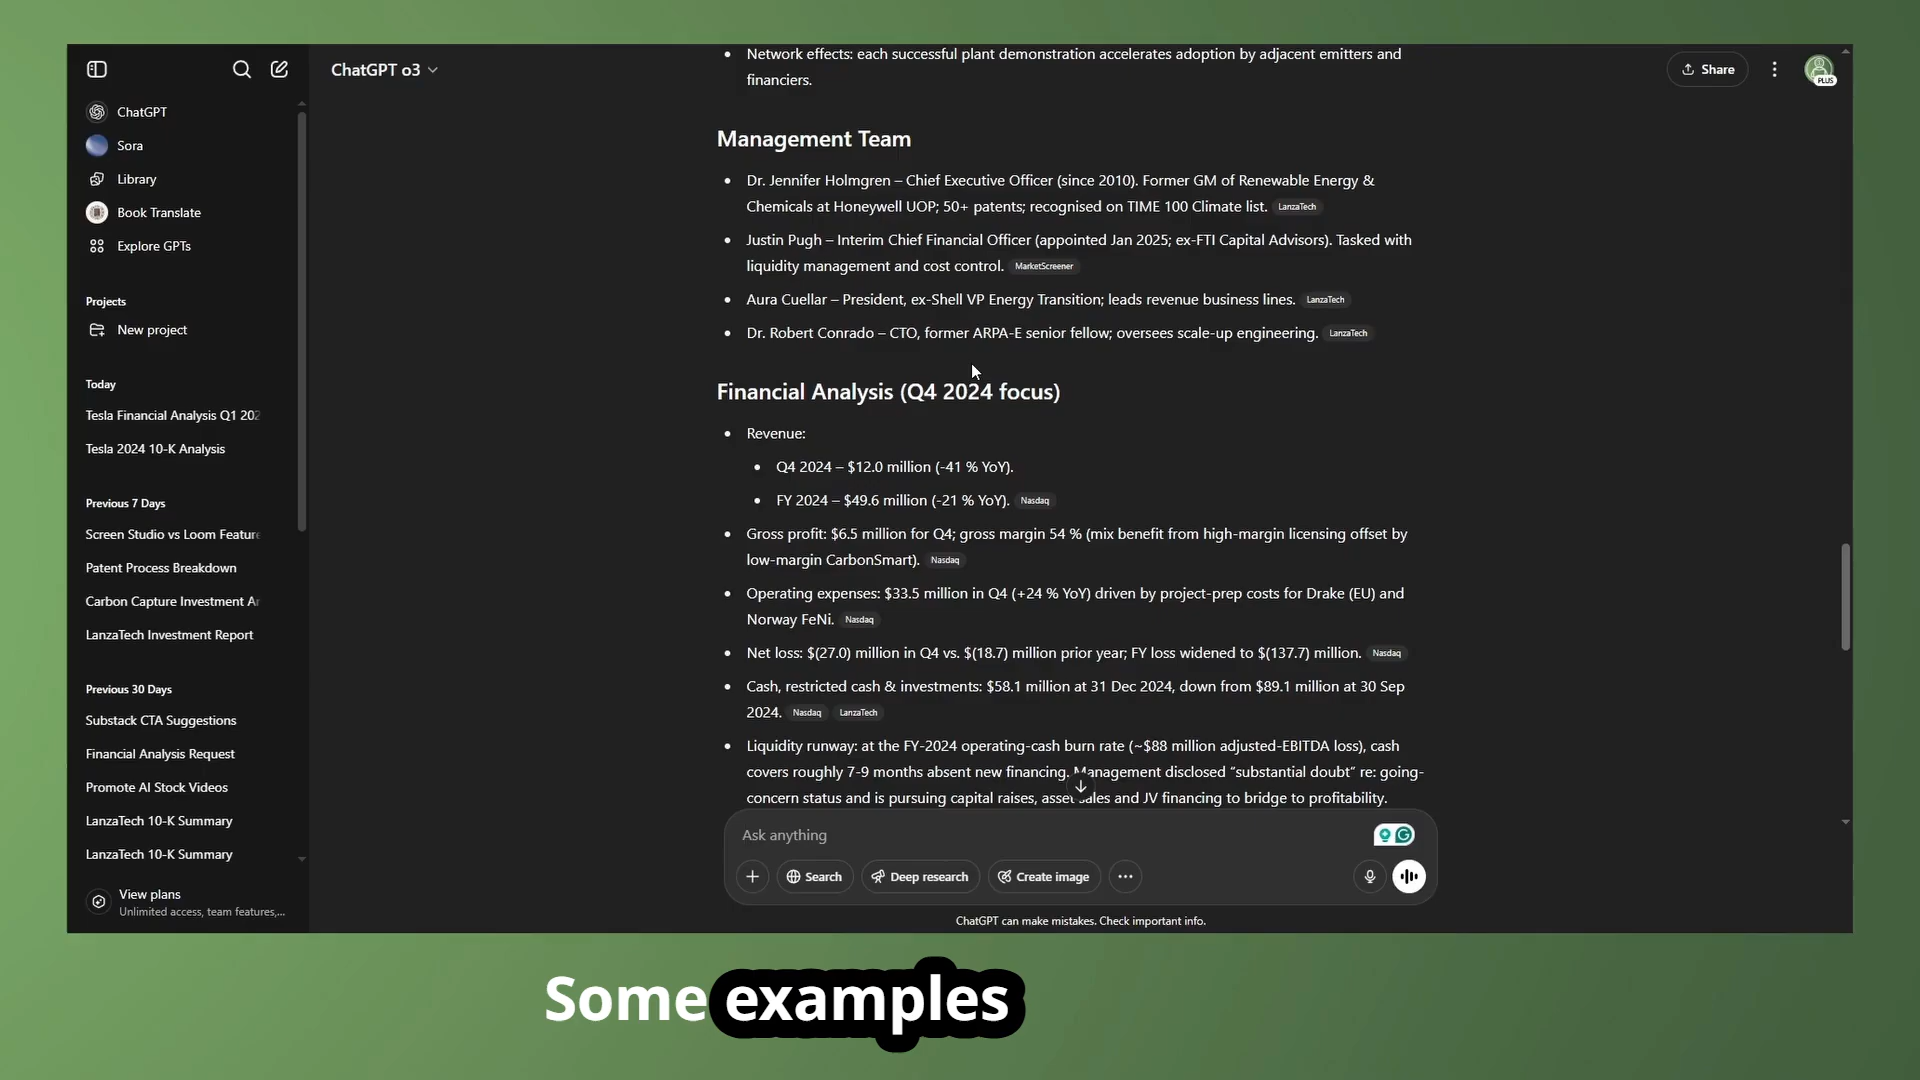 ChatGPT
Sora
Library
Book Translate
Explore GPTs
Projects
New project
Today
Tesla Financial Analysis Q1 202
Tesla 2024 10-K Analysis
Previous 7 Days
Screen Studio vs Loom Feature
Patent Process Breakdown
Carbon Capture Investment Ar
LanzaTech Investment Report
Previous 30 Days
Substack CTA Suggestions
Financial Analysis Request
Promote AI Stock Videos
LanzaTech 10-K Summary
LanzaTech 10-K Summary
View plans
Unlimited access, team features,...
ChatGPT o3
Share
PLUS
• Network effects: each successful plant demonstration accelerates adoption by adjacent emitters and
financiers.
Management Team
• Dr. Jennifer Holmgren – Chief Executive Officer (since 2010). Former GM of Renewable Energy &
Chemicals at Honeywell UOP; 50+ patents; recognised on TIME 100 Climate list. LanzaTech
• Justin Pugh – Interim Chief Financial Officer (appointed Jan 2025; ex-FTI Capital Advisors). Tasked with
liquidity management and cost control. MarketScreener
• Aura Cuellar – President, ex-Shell VP Energy Transition; leads revenue business lines. LanzaTech
• Dr. Robert Conrado – CTO, former ARPA-E senior fellow; oversees scale-up engineering. LanzaTech
Financial Analysis (Q4 2024 focus)
• Revenue:
• Q4 2024 – $12.0 million (-41 % YoY).
• FY 2024 – $49.6 million (-21 % YoY). Nasdaq
• Gross profit: $6.5 million for Q4; gross margin 54 % (mix benefit from high-margin licensing offset by
low-margin CarbonSmart). Nasdaq
• Operating expenses: $33.5 million in Q4 (+24 % YoY) driven by project-prep costs for Drake (EU) and
Norway FeNi. Nasdaq
• Net loss: $(27.0) million in Q4 vs. $(18.7) million prior year; FY loss widened to $(137.7) million. Nasdaq
• Cash, restricted cash & investments: $58.1 million at 31 Dec 2024, down from $89.1 million at 30 Sep
2024. Nasdaq LanzaTech
• Liquidity runway: at the FY-2024 operating-cash burn rate (~$88 million adjusted-EBITDA loss), cash
covers roughly 7-9 months absent new financing. Management disclosed "substantial doubt" re: going-
concern status and is pursuing capital raises, asset sales and JV financing to bridge to profitability.
Ask anything
Search
Deep research
Create image
ChatGPT can make mistakes. Check important info.
Some examples